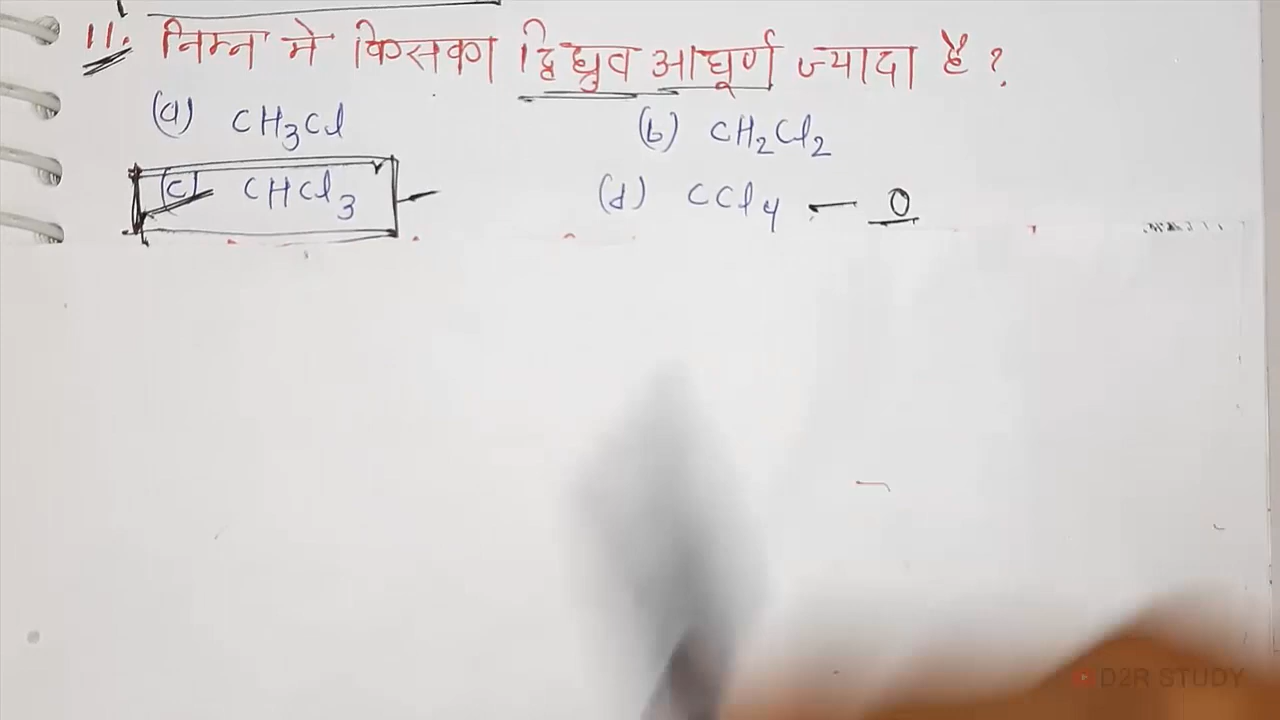 11. निम्न मे किसका द्विध्रुव आघूर्ण ज्यादा है ?
(a) CH₃Cl (b) CH₂Cl₂
(c) CHCl₃ (d) CCl₄ — 0
D2R STUDY